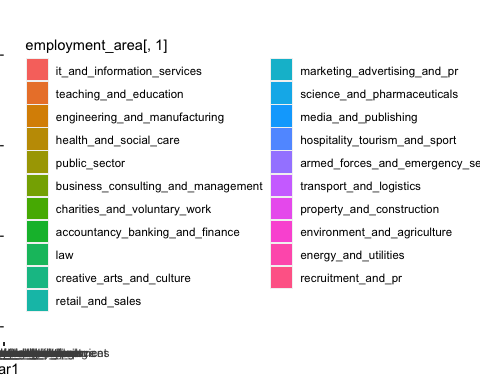 employment_area[, 1]
it_and_information_services
teaching_and_education
engineering_and_manufacturing
health_and_social_care
public_sector
business_consulting_and_management
charities_and_voluntary_work
accountancy_banking_and_finance
law
creative_arts_and_culture
retail_and_sales
marketing_advertising_and_pr
science_and_pharmaceuticals
media_and_publishing
hospitality_tourism_and_sport
armed_forces_and_emergency_se
transport_and_logistics
property_and_construction
environment_and_agriculture
energy_and_utilities
recruitment_and_pr
ar1